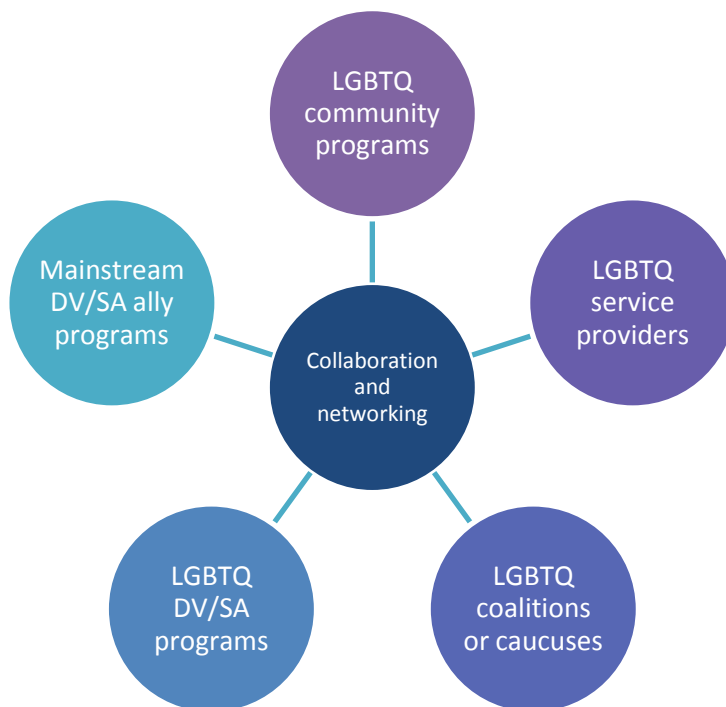 LGBTQ
community
programs
Mainstream
DV/SA ally
programs
LGBTQ
service
providers
Collaboration
and
networking
LGBTQ
DV/SA
programs
LGBTQ
coalitions
or caucuses